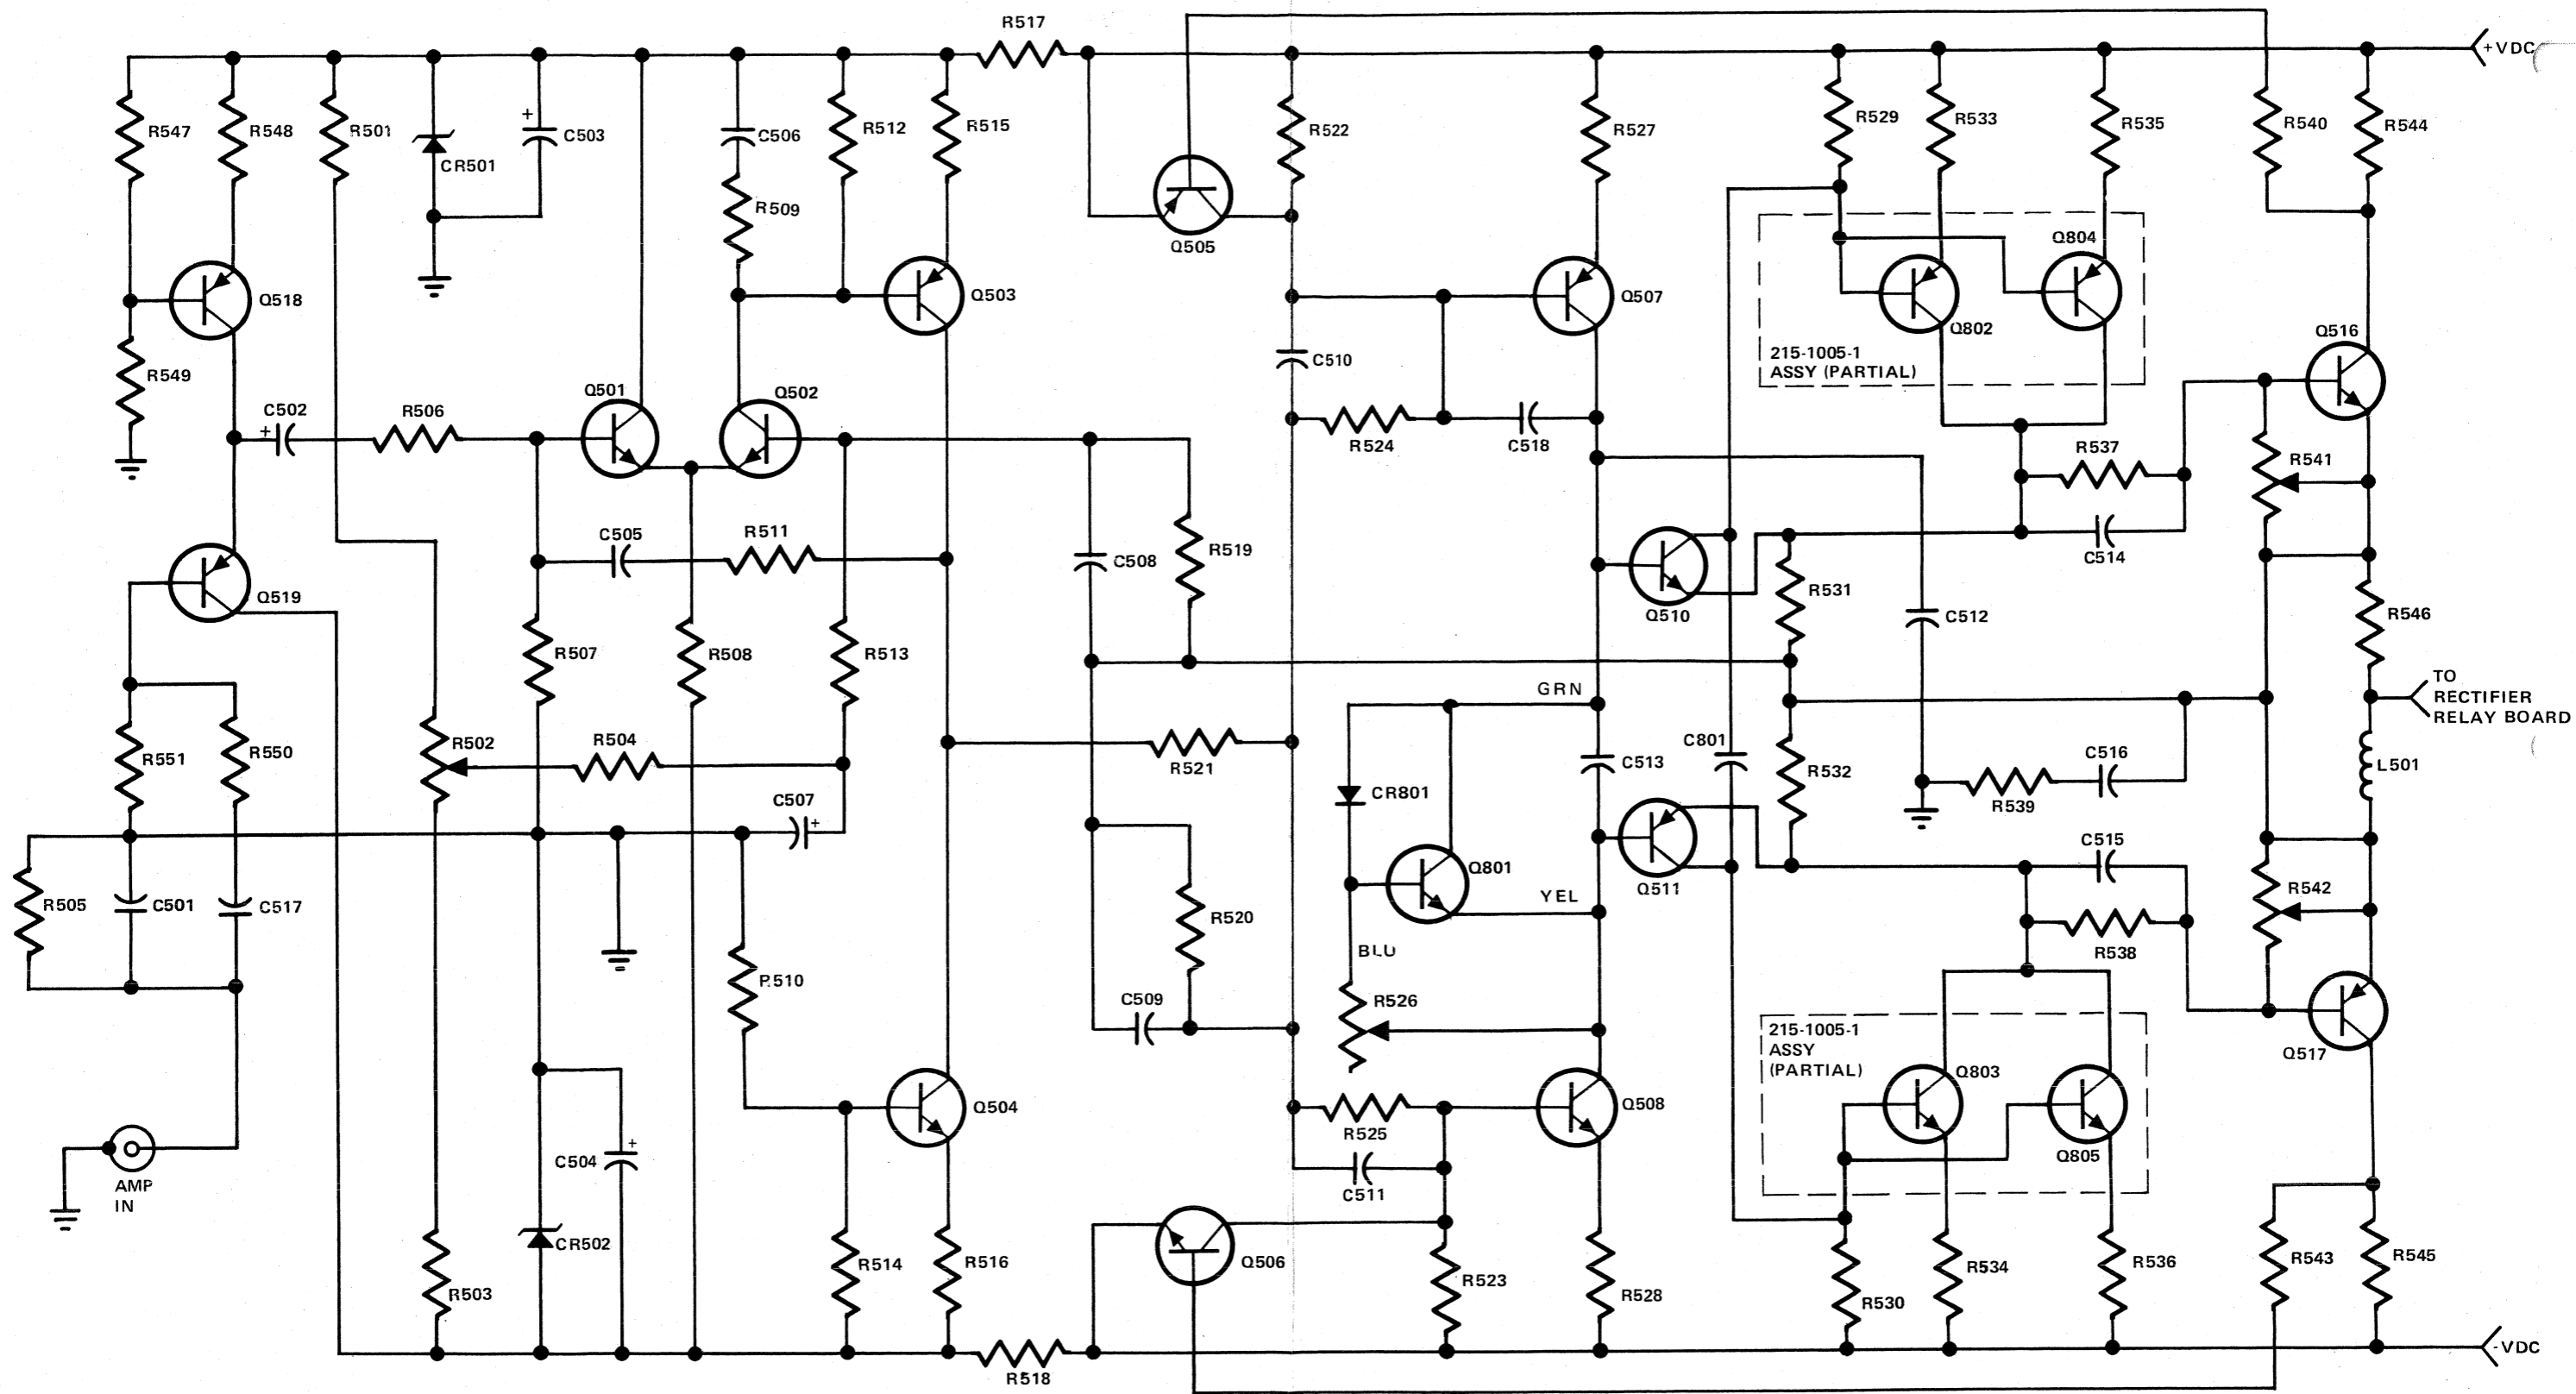 R517
+VDC
R547
R548
R501
CR501
+
C503
C506
R512
R515
R509
Q505
R522
R527
R529
R533
R535
R540
R544
Q518
Q503
Q507
Q802
Q804
215-1005-1
ASSY (PARTIAL)
Q516
R549
C502
+
R506
Q501
Q502
C510
R524
C518
R537
R541
C505
R511
C508
R519
Q510
C514
Q519
R507
R508
R513
R531
C512
R546
GRN
TO
RECTIFIER
RELAY BOARD
R551
R550
R502
R504
R521
C513
C801
R532
C516
R539
L501
C507
+
CR801
Q801
YEL
Q511
C515
R542
R505
C501
C517
R510
R520
BLU
R538
C509
R526
215-1005-1
ASSY
(PARTIAL)
Q517
Q803
Q504
R525
Q508
Q805
AMP
IN
C504
+
C511
CR502
Q506
R503
R514
R516
R518
R523
R528
R530
R534
R536
R543
R545
-VDC